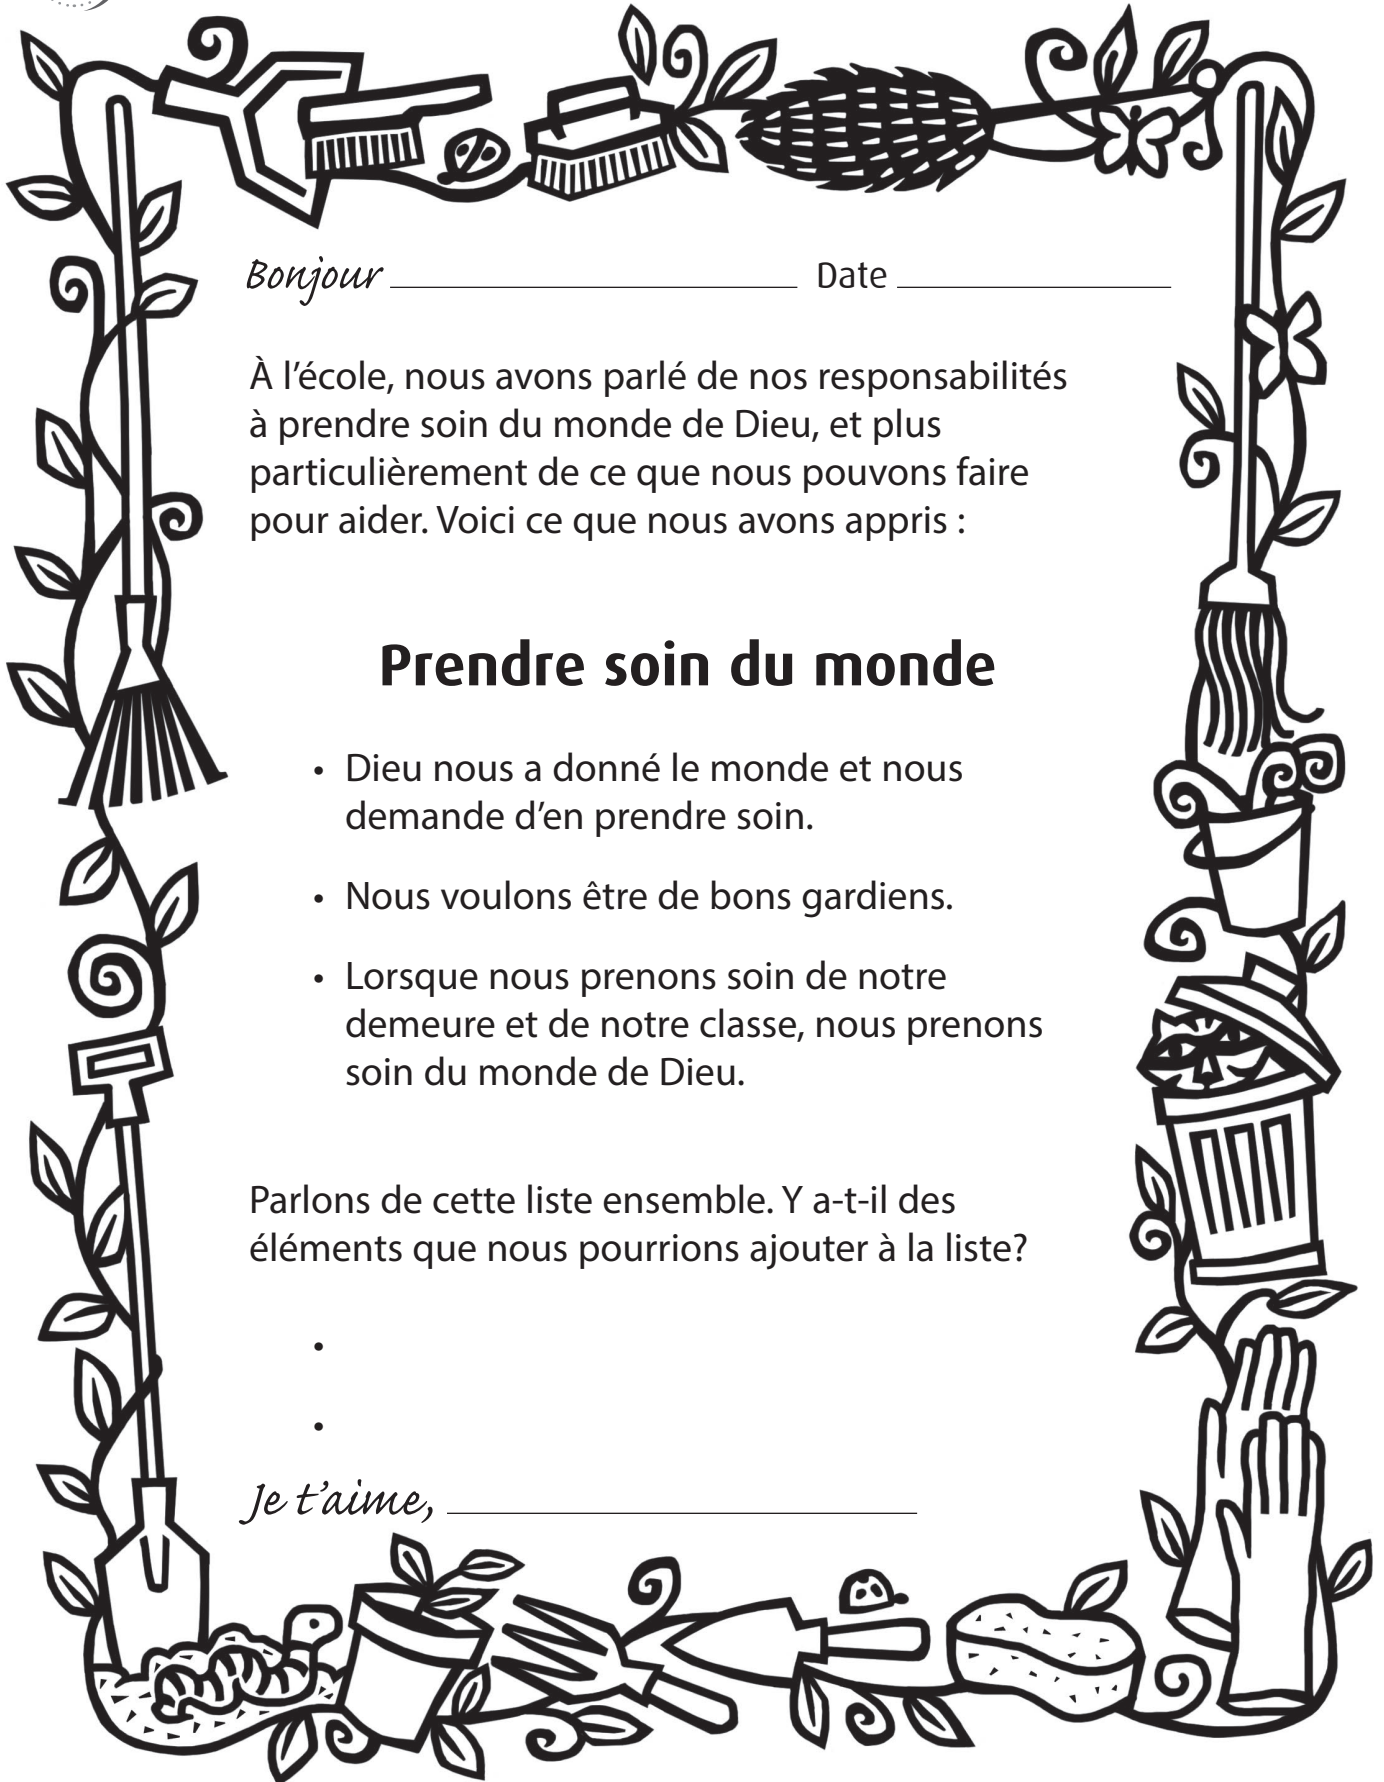 Bonjour Date
À l’école, nous avons parlé de nos responsabilités
à prendre soin du monde de Dieu, et plus
particulièrement de ce que nous pouvons faire
pour aider. Voici ce que nous avons appris :
Prendre soin du monde
• Dieu nous a donné le monde et nous
demande d’en prendre soin.
• Nous voulons être de bons gardiens.
• Lorsque nous prenons soin de notre
demeure et de notre classe, nous prenons
soin du monde de Dieu.
Parlons de cette liste ensemble. Y a-t-il des
éléments que nous pourrions ajouter à la liste?
•
•
Je t’aime,